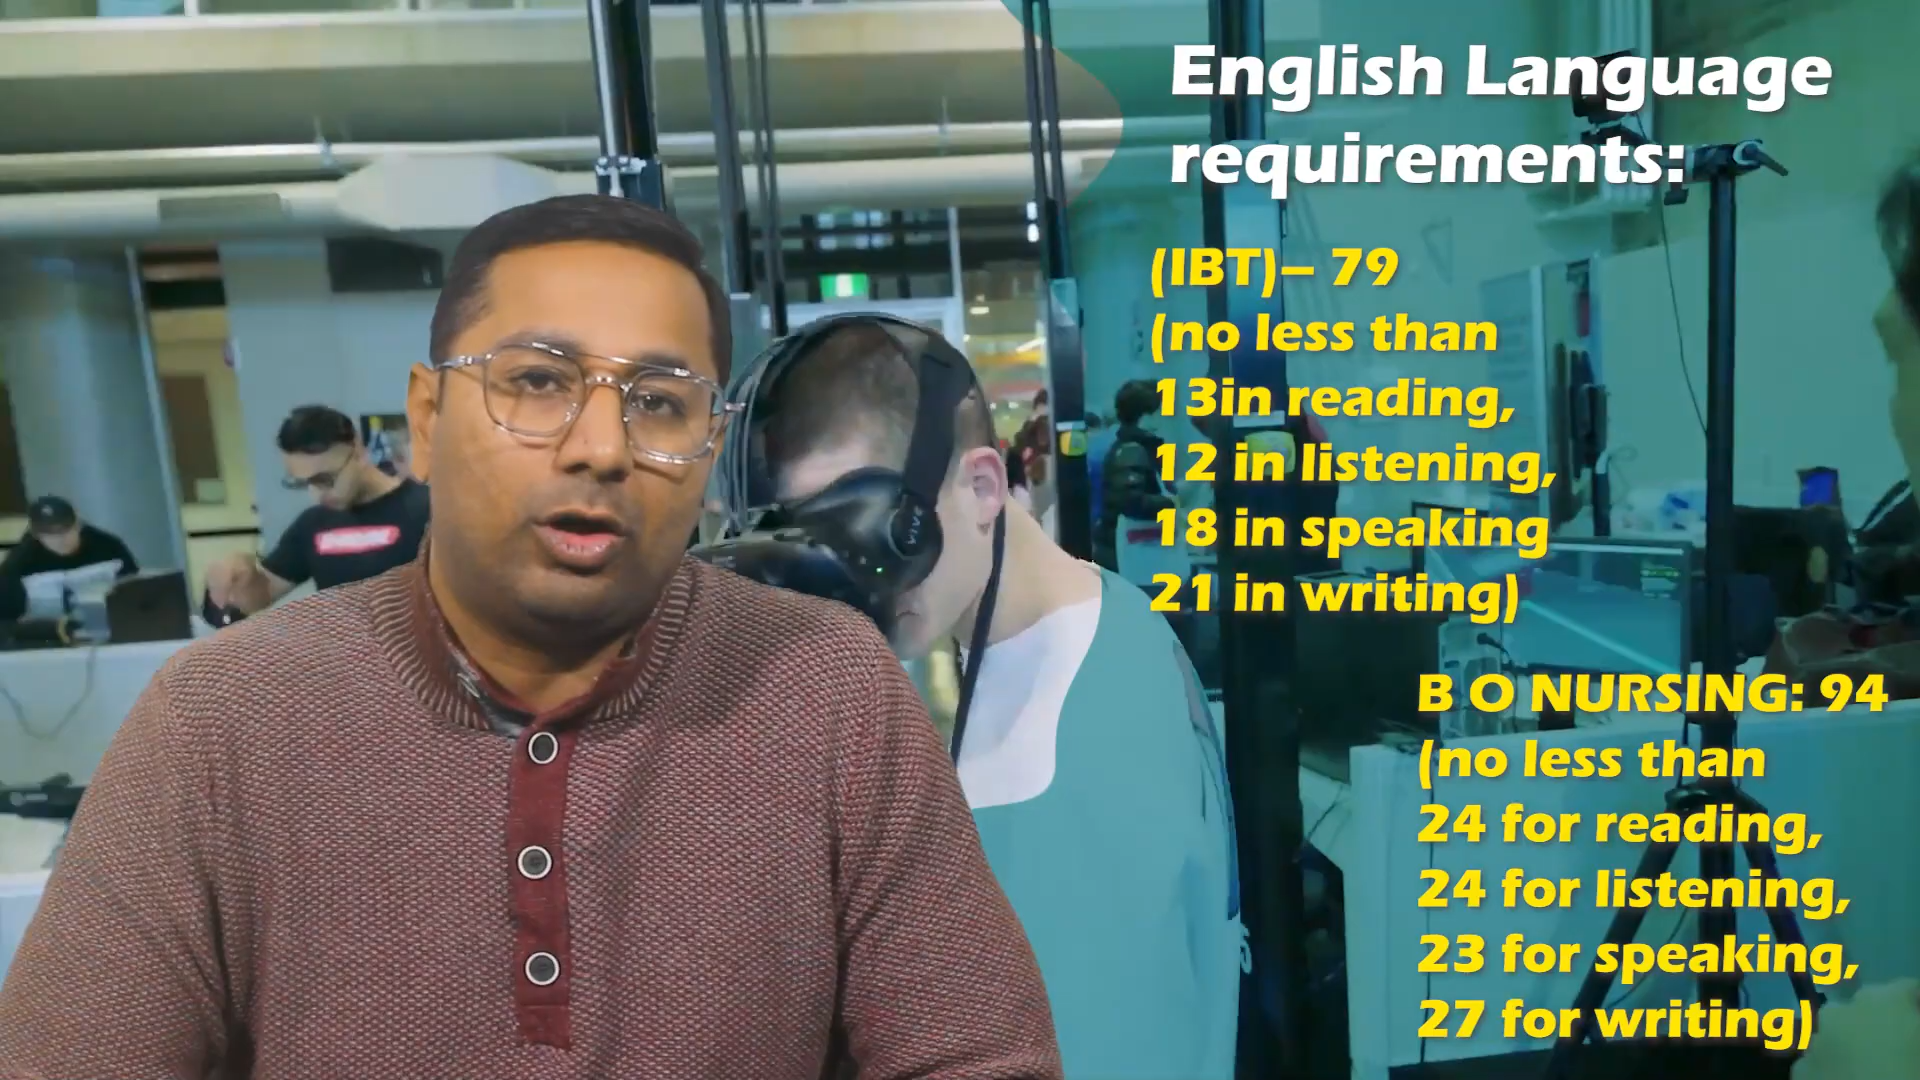 English Language
requirements:
(IBT)– 79
(no less than
13in reading,
12 in listening,
18 in speaking
21 in writing)
B O NURSING: 94
(no less than
24 for reading,
24 for listening,
23 for speaking,
27 for writing)
VIVE